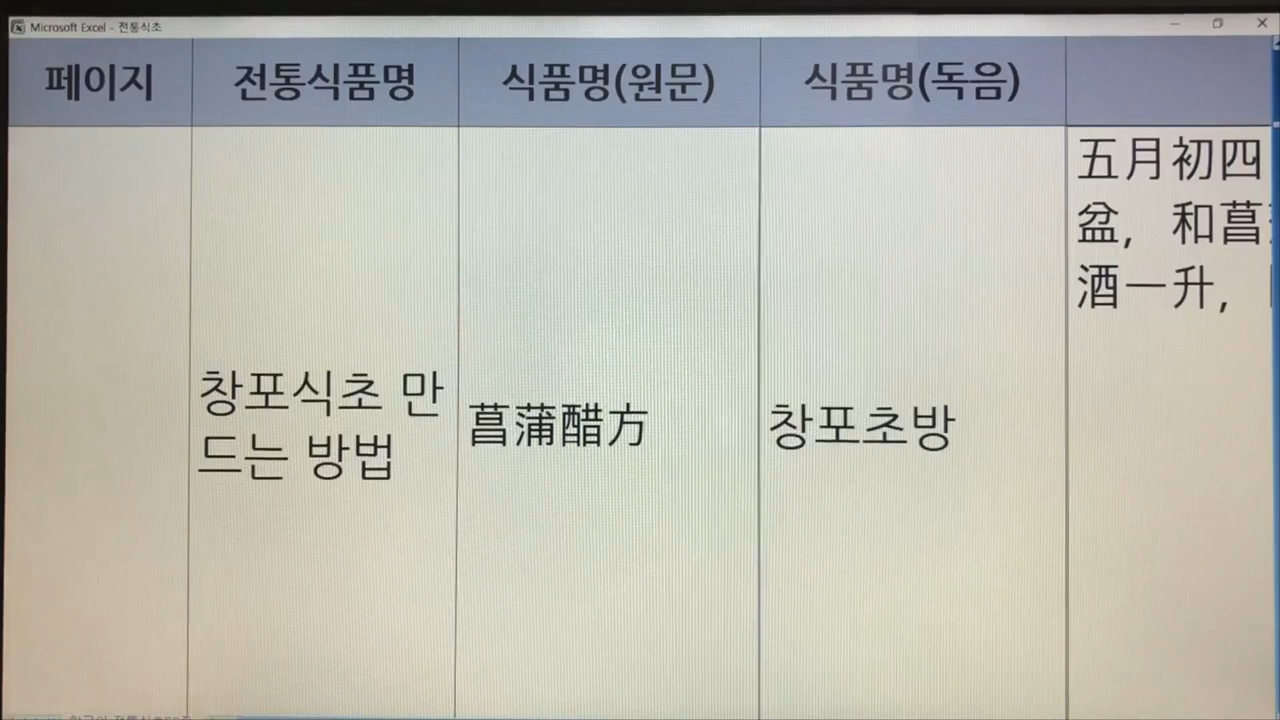 Microsoft Excel - 전통식초
페이지
전통식품명
식품명(원문)
식품명(독음)
창포식초 만
드는 방법
菖蒲醋方
창포초방
五月初四
盆, 和菖
酒一升,